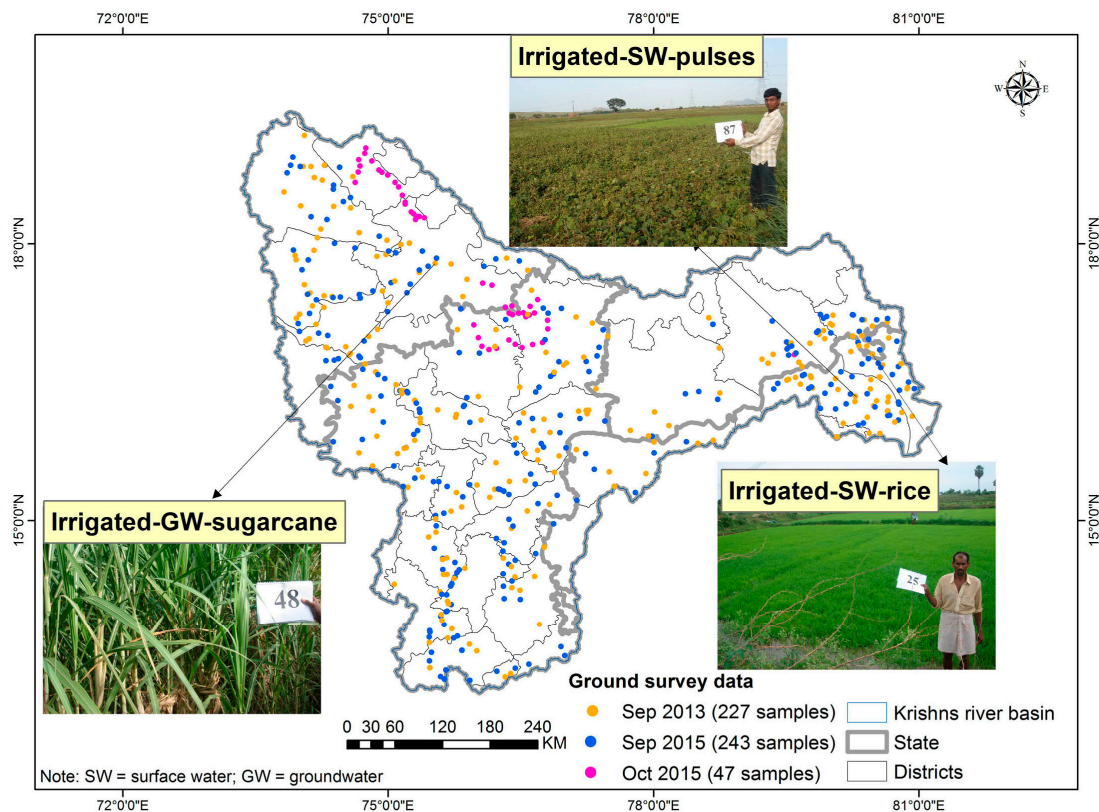 72°0'0"E 75°0'0"E 78°0'0"E 81°0'0"E
Irrigated-SW-pulses
N
W E
S
87
18°0'0"N 18°0'0"N
Irrigated-SW-rice
25
Irrigated-GW-sugarcane
48
15°0'0"N 15°0'0"N
Ground survey data
Sep 2013 (227 samples) Krishns river basin
Sep 2015 (243 samples) State
Oct 2015 (47 samples) Districts
0 30 60 120 180 240
KM
Note: SW = surface water; GW = groundwater
72°0'0"E 75°0'0"E 78°0'0"E 81°0'0"E